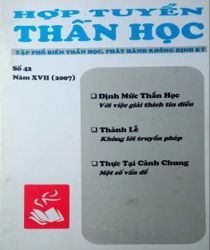 HỢP TUYỂN
THẦN HỌC
TẬP PHỔ BIẾN THẦN HỌC, PHÁT HÀNH KHÔNG ĐỊNH KỲ
Số 42
Năm XVII (2007)
❑ Định Mức Thần Học
Với việc giải thích tín điều
❑ Thánh Lễ
Không lời truyền phép
❑ Thực Tại Cánh Chung
Một số vấn đề